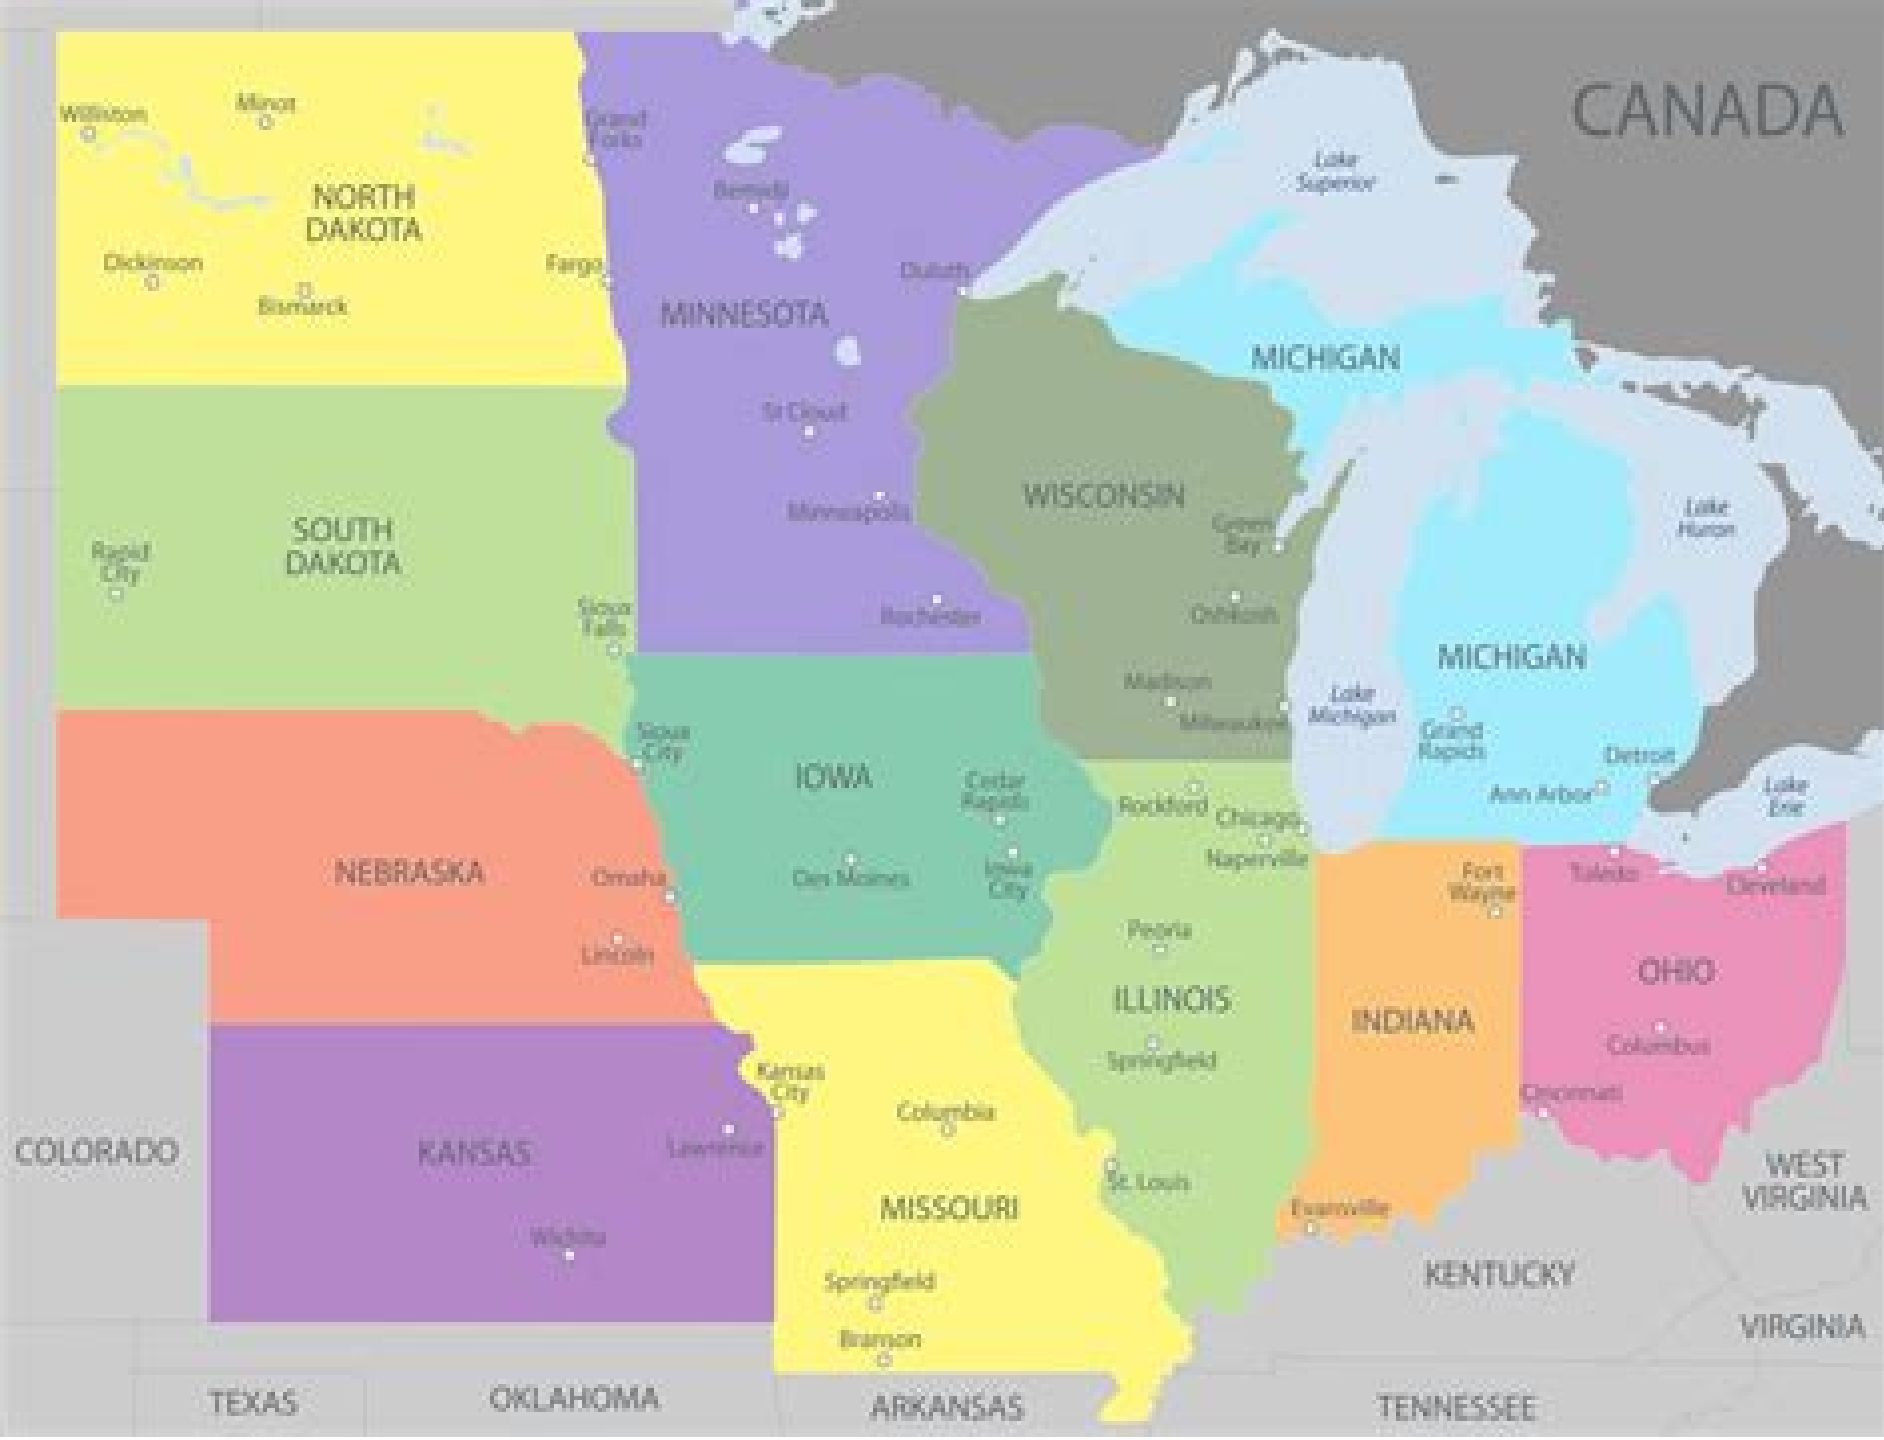 CANADA
Williston
Minot
Grand
Forks
Lake
Superior
Bemidji
NORTH
DAKOTA
Dickinson
Fargo
Duluth
Bismarck
MINNESOTA
MICHIGAN
St Cloud
WISCONSIN
Minneapolis
Green
Bay
Lake
Huron
SOUTH
DAKOTA
Rapid
City
Sioux
Falls
Rochester
Oshkosh
MICHIGAN
Madison
Lake
Michigan
Milwaukee
Grand
Rapids
Sioux
City
Detroit
IOWA
Cedar
Rapids
Ann Arbor
Lake
Erie
Rockford
Chicago
Naperville
NEBRASKA
Omaha
Des Moines
Iowa
City
Fort
Wayne
Toledo
Cleveland
Lincoln
Peoria
OHIO
ILLINOIS
INDIANA
Columbus
Springfield
Kansas
City
Cincinnati
Columbia
COLORADO
KANSAS
Lawrence
WEST
VIRGINIA
St. Louis
MISSOURI
Evansville
Wichita
KENTUCKY
Springfield
VIRGINIA
Branson
TEXAS
OKLAHOMA
ARKANSAS
TENNESSEE